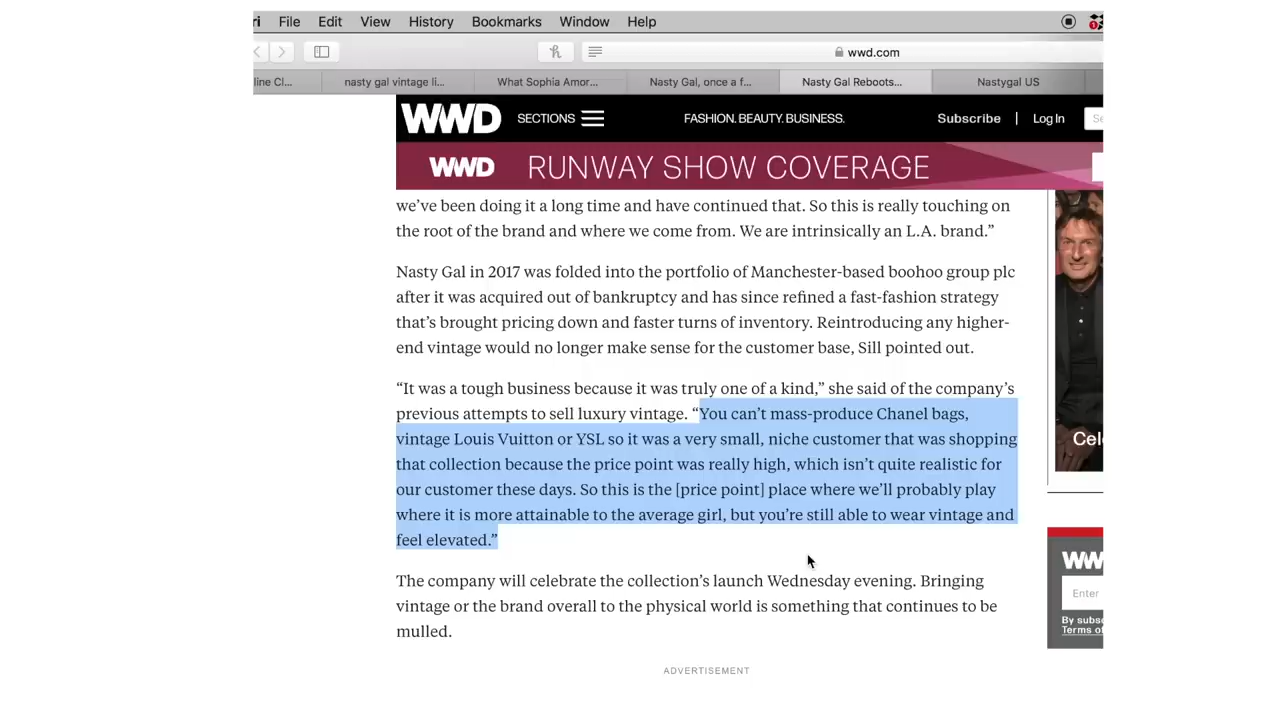 ri File Edit View History Bookmarks Window Help
wwd.com
line Cl... nasty gal vintage li... What Sophia Amor... Nasty Gal, once a f... Nasty Gal Reboots... Nastygal US
WWD SECTIONS FASHION. BEAUTY. BUSINESS. Subscribe | Log In Se
WWD RUNWAY SHOW COVERAGE
we’ve been doing it a long time and have continued that. So this is really touching on
the root of the brand and where we come from. We are intrinsically an L.A. brand.”
Nasty Gal in 2017 was folded into the portfolio of Manchester-based boohoo group plc
after it was acquired out of bankruptcy and has since refined a fast-fashion strategy
that’s brought pricing down and faster turns of inventory. Reintroducing any higher-
end vintage would no longer make sense for the customer base, Sill pointed out.
“It was a tough business because it was truly one of a kind,” she said of the company’s
previous attempts to sell luxury vintage. “You can’t mass-produce Chanel bags,
vintage Louis Vuitton or YSL so it was a very small, niche customer that was shopping
that collection because the price point was really high, which isn’t quite realistic for
our customer these days. So this is the [price point] place where we’ll probably play
where it is more attainable to the average girl, but you’re still able to wear vintage and
feel elevated.”
The company will celebrate the collection’s launch Wednesday evening. Bringing
vintage or the brand overall to the physical world is something that continues to be
mulled.
ADVERTISEMENT
Cel
WW
Enter
By subsc
Terms of